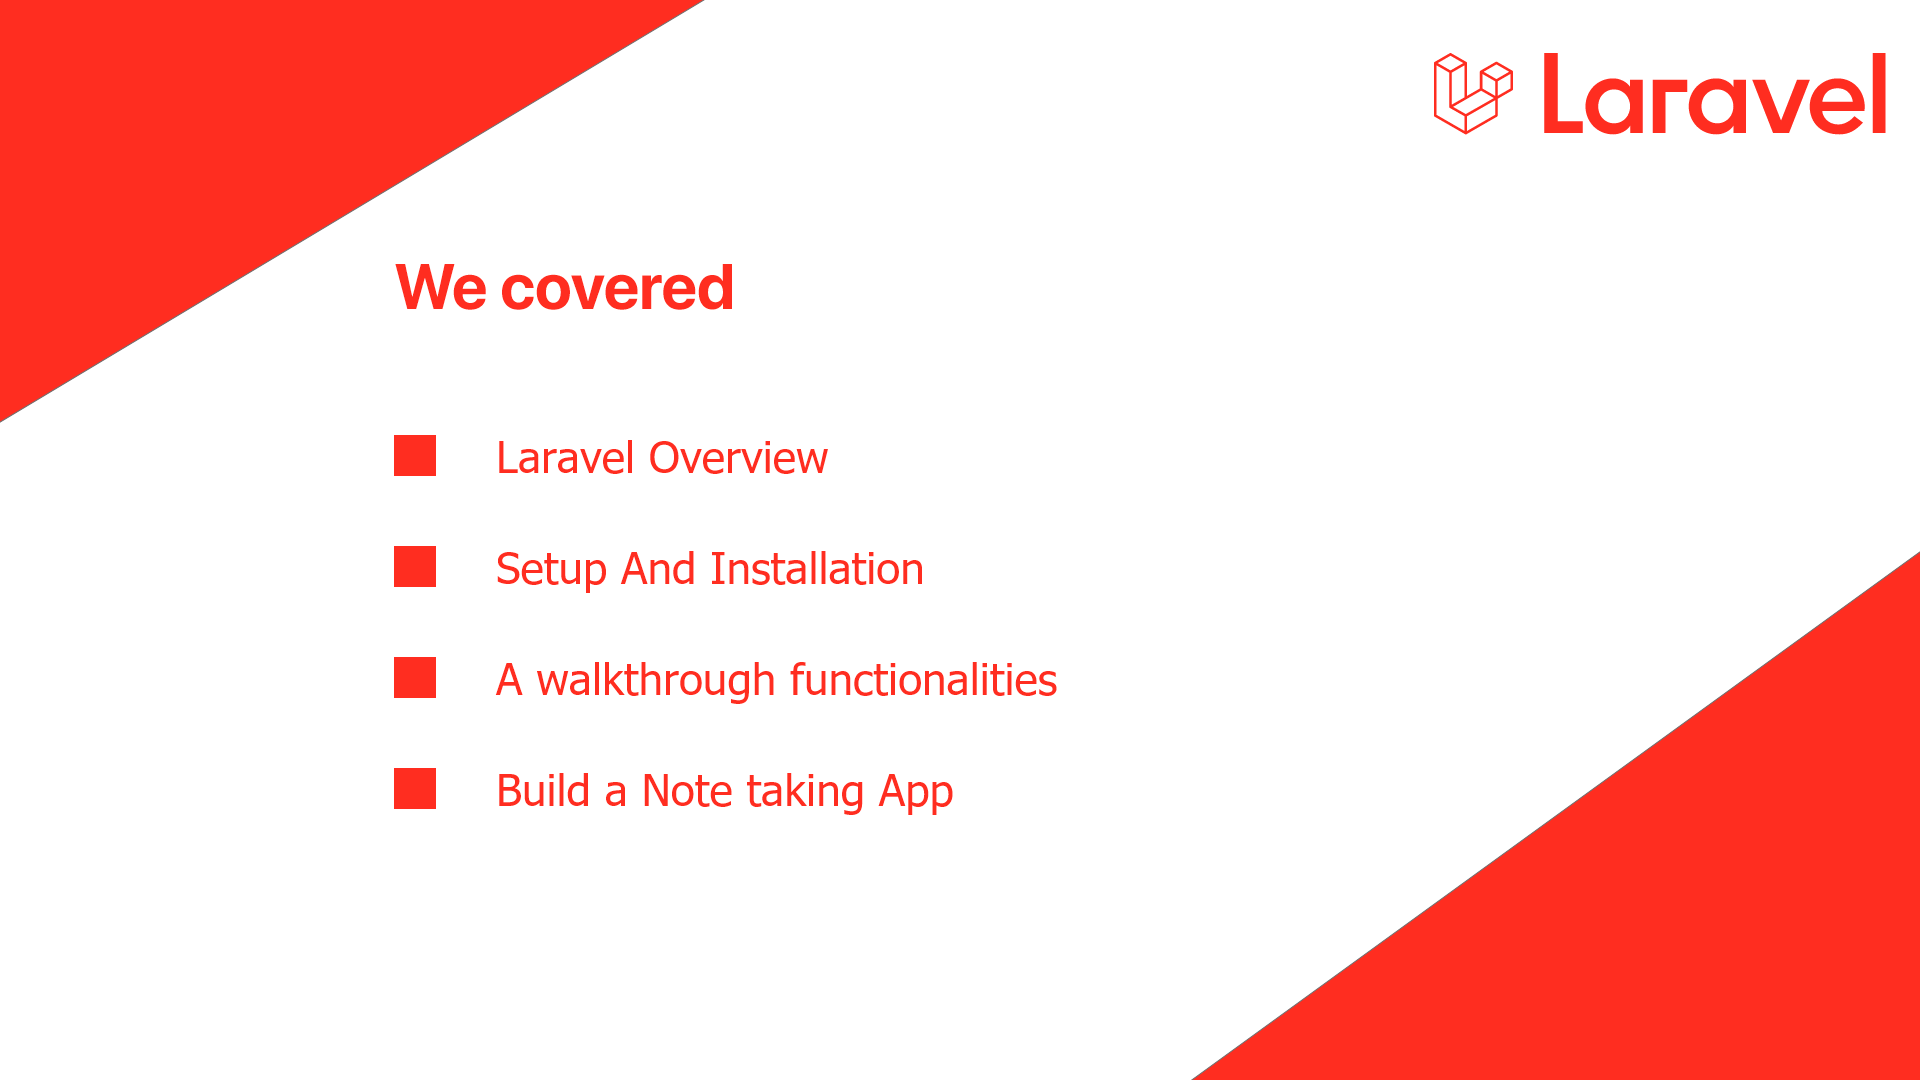 Laravel
We covered
Laravel Overview
Setup And Installation
A walkthrough functionalities
Build a Note taking App